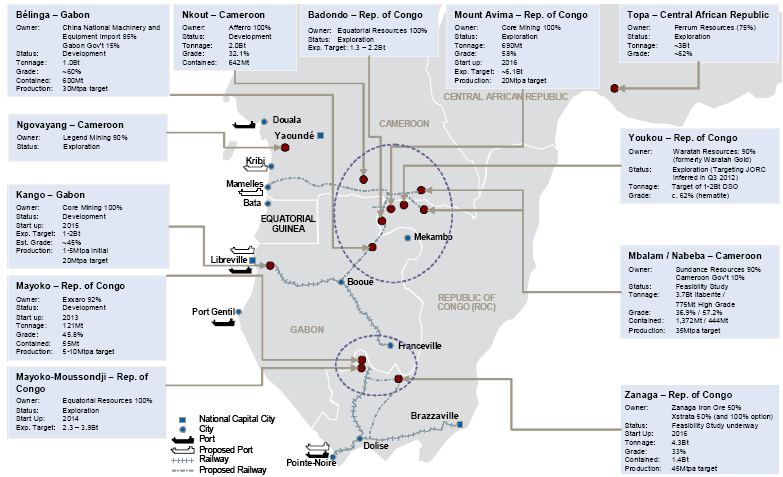 Bélinga – Gabon
Owner: China National Machinery and
Equipment Import 85%
Gabon Gov't 15%
Status: Development
Tonnage: 1.0Bt
Grade: ~60%
Contained: 600Mt
Production: 30Mtpa target
Nkout – Cameroon
Owner: Afferro 100%
Status: Development
Tonnage: 2.0Bt
Grade: 32.1%
Contained: 642Mt
Badondo – Rep. of Congo
Owner: Equatorial Resources 100%
Status: Exploration
Exp. Target: 1.3 – 2.2Bt
Mount Avima – Rep. of Congo
Owner: Core Mining 100%
Status: Exploration
Tonnage: 690Mt
Grade: 58%
Start up: 2016
Exp. Target: ~6.1Bt
Production: 20Mtpa target
Topa – Central African Republic
Owner: Ferrum Resources (75%)
Status: Exploration
Tonnage: ~3Bt
Grade: ~62%
CENTRAL AFRICAN REPUBLIC
Ngovayang – Cameroon
Owner: Legend Mining 90%
Status: Exploration
Douala
Yaoundé
CAMEROON
Kribi
Mamelles
Bata
EQUATORIAL
GUINEA
Mekambo
Youkou – Rep. of Congo
Owner: Waratah Resources: 90%
(formerly Waratah Gold)
Status: Exploration (Targeting JORC
Inferred in Q3 2012)
Tonnage: Target of 1-2Bt DSO
Grade: c. 62% (hematite)
Kango – Gabon
Owner: Core Mining 100%
Status: Development
Start up: 2015
Exp. Target: 1-2Bt
Est. Grade: ~45%
Production: 1-5Mtpa initial
20Mtpa target
Libreville
Booué
Mbalam / Nabeba – Cameroon
Owner: Sundance Resources 90%
Cameroon Gov't 10%
Status: Feasibility Study
Tonnage: 3.7Bt Itaberite /
775Mt High Grade
Grade: 36.9% / 57.2%
Contained: 1,372Mt / 444Mt
Production: 35Mtpa target
Mayoko – Rep. of Congo
Owner: Exxaro 92%
Status: Development
Start up: 2013
Tonnage: 121Mt
Grade: 45.8%
Contained: 55Mt
Production: 5-10Mtpa target
Port Gentil
GABON
REPUBLIC OF
CONGO (ROC)
Franceville
Mayoko-Moussondji – Rep. of
Congo
Owner: Equatorial Resources 100%
Status: Exploration
Start Up: 2014
Exp. Target: 2.3 – 3.9Bt
Zanaga – Rep. of Congo
Owner: Zanaga Iron Ore 50%
Xstrata 50% (and 100% option)
Status: Feasibility Study underway
Start Up: 2016
Tonnage: 4.3Bt
Grade: 33%
Contained: 1.4Bt
Production: 45Mtpa target
Brazzaville
Dolise
Pointe-Noire
National Capital City
City
Port
Proposed Port
Railway
Proposed Railway